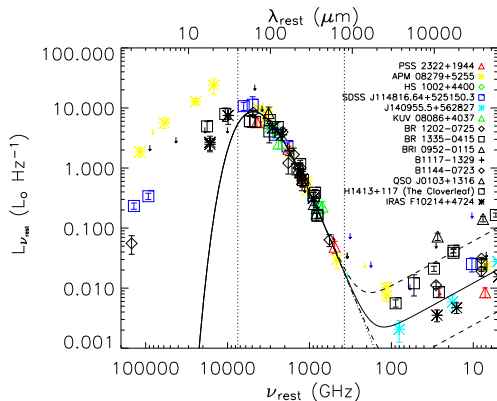 λrest (μm)
10 100 1000 10000
Lνrest (L⊙ Hz⁻¹)
100.000
10.000
1.000
0.100
0.010
0.001
PSS 2322+1944
APM 08279+5255
HS 1002+4400
SDSS J114816.64+525150.3
J140955.5+562827
KUV 08086+4037
BR 1202−0725
BR 1335−0415
BRI 0952−0115
B1117−1329
B1144−0723
QSO J0103+1316
H1413+117 (The Cloverleaf)
IRAS F10214+4724
100000 10000 1000 100 10
νrest (GHz)